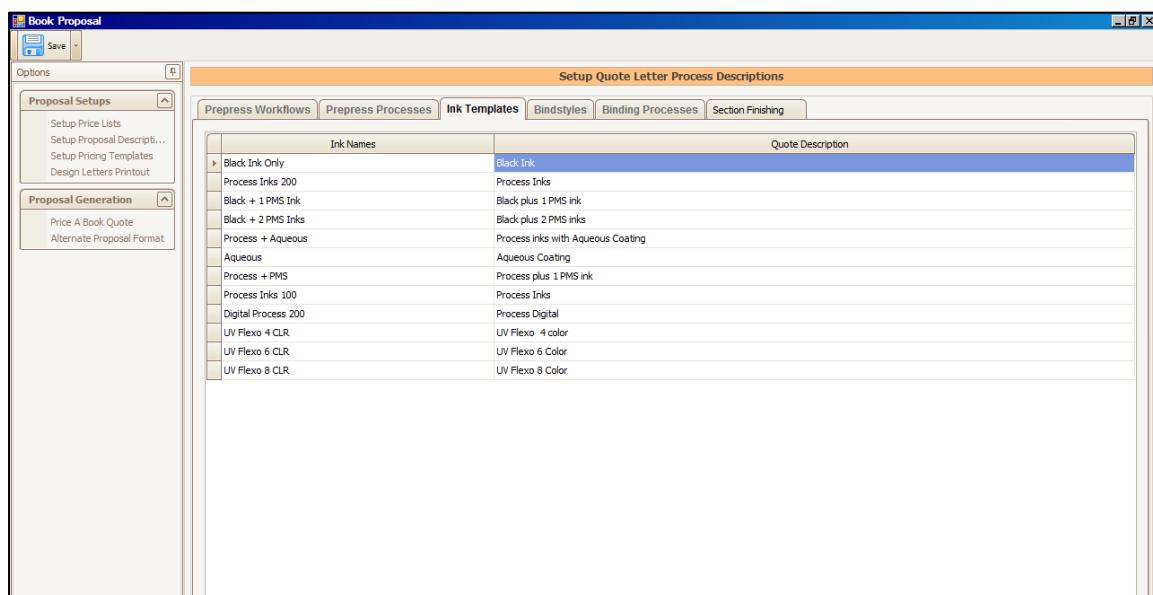 Book Proposal
Save
Options
Setup Quote Letter Process Descriptions
Proposal Setups
Setup Price Lists
Setup Proposal Descripti...
Setup Pricing Templates
Design Letters Printout
Proposal Generation
Price A Book Quote
Alternate Proposal Format
Prepress Workflows Prepress Processes Ink Templates Bindstyles Binding Processes Section Finishing
Ink Names Quote Description
Black Ink Only Black Ink
Process Inks 200 Process Inks
Black + 1 PMS Ink Black plus 1 PMS ink
Black + 2 PMS Inks Black plus 2 PMS inks
Process + Aqueous Process inks with Aqueous Coating
Aqueous Aqueous Coating
Process + PMS Process plus 1 PMS ink
Process Inks 100 Process Inks
Digital Process 200 Process Digital
UV Flexo 4 CLR UV Flexo 4 color
UV Flexo 6 CLR UV Flexo 6 Color
UV Flexo 8 CLR UV Flexo 8 Color